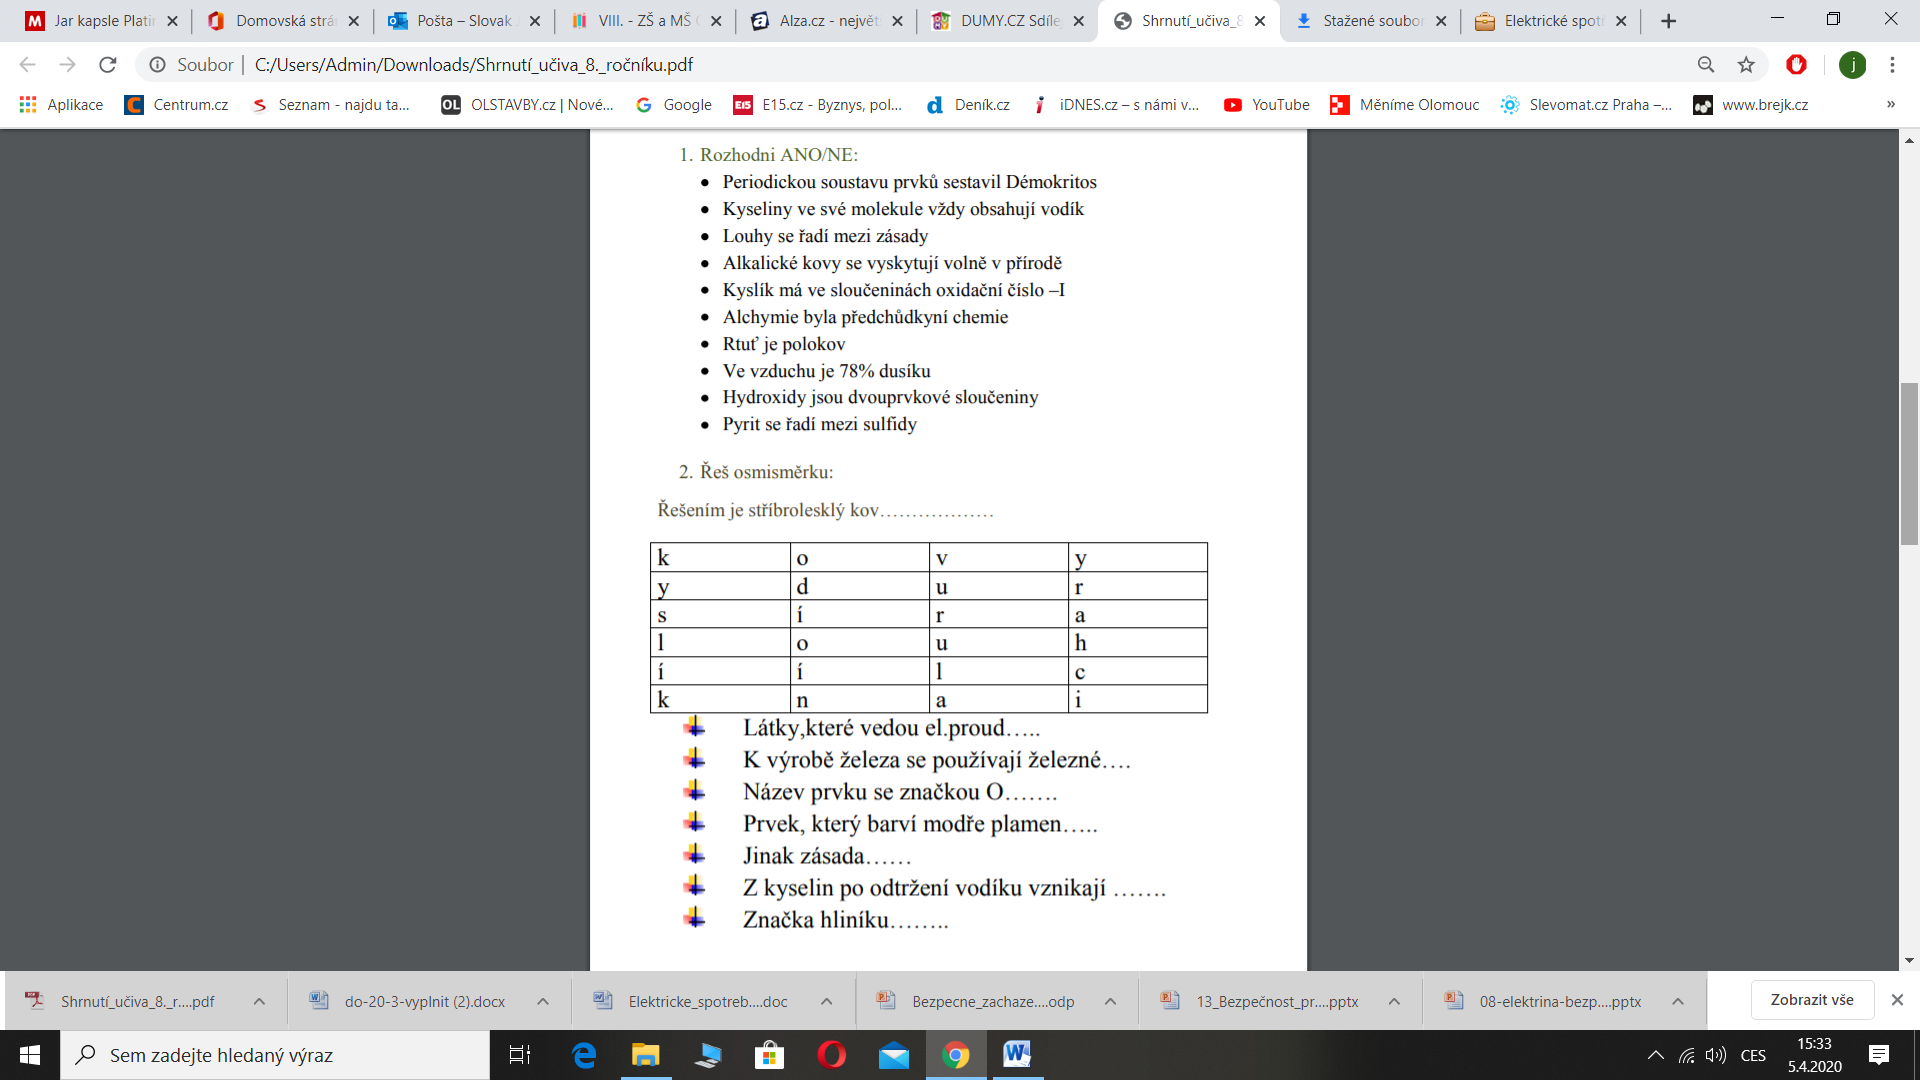 Jar kapsle Platin
Domovská strán
Pošta – Slovak
VIII. - ZŠ a MŠ
Alza.cz - největš
DUMY.CZ Sdílej
Shrnutí_učiva_8
Stažené soubor
Elektrické spotř
Soubor | C:/Users/Admin/Downloads/Shrnutí_učiva_8._ročníku.pdf
j
Aplikace
Centrum.cz
Seznam - najdu ta...
OLSTAVBY.cz | Nové...
Google
E15.cz - Byznys, pol...
Deník.cz
iDNES.cz – s námi v...
YouTube
Měníme Olomouc
Slevomat.cz Praha –...
www.brejk.cz
»
1. Rozhodni ANO/NE:
• Periodickou soustavu prvků sestavil Démokritos
• Kyseliny ve své molekule vždy obsahují vodík
• Louhy se řadí mezi zásady
• Alkalické kovy se vyskytují volně v přírodě
• Kyslík má ve sloučeninách oxidační číslo –I
• Alchymie byla předchůdkyní chemie
• Rtuť je polokov
• Ve vzduchu je 78% dusíku
• Hydroxidy jsou dvouprvkové sloučeniny
• Pyrit se řadí mezi sulfidy
2. Řeš osmisměrku:
Řešením je stříbrolesklý kov………………
k o v y
y d u r
s í r a
l o u h
í í l c
k n a i
Látky,které vedou el.proud…..
K výrobě železa se používají železné….
Název prvku se značkou O…….
Prvek, který barví modře plamen…..
Jinak zásada……
Z kyselin po odtržení vodíku vznikají …….
Značka hliníku……..
Shrnutí_učiva_8._r....pdf
do-20-3-vyplnit (2).docx
Elektricke_spotreb....doc
Bezpecne_zachaze....odp
13_Bezpečnost_pr....pptx
08-elektrina-bezp....pptx
Zobrazit vše
Sem zadejte hledaný výraz
CES
15:33
5.4.2020